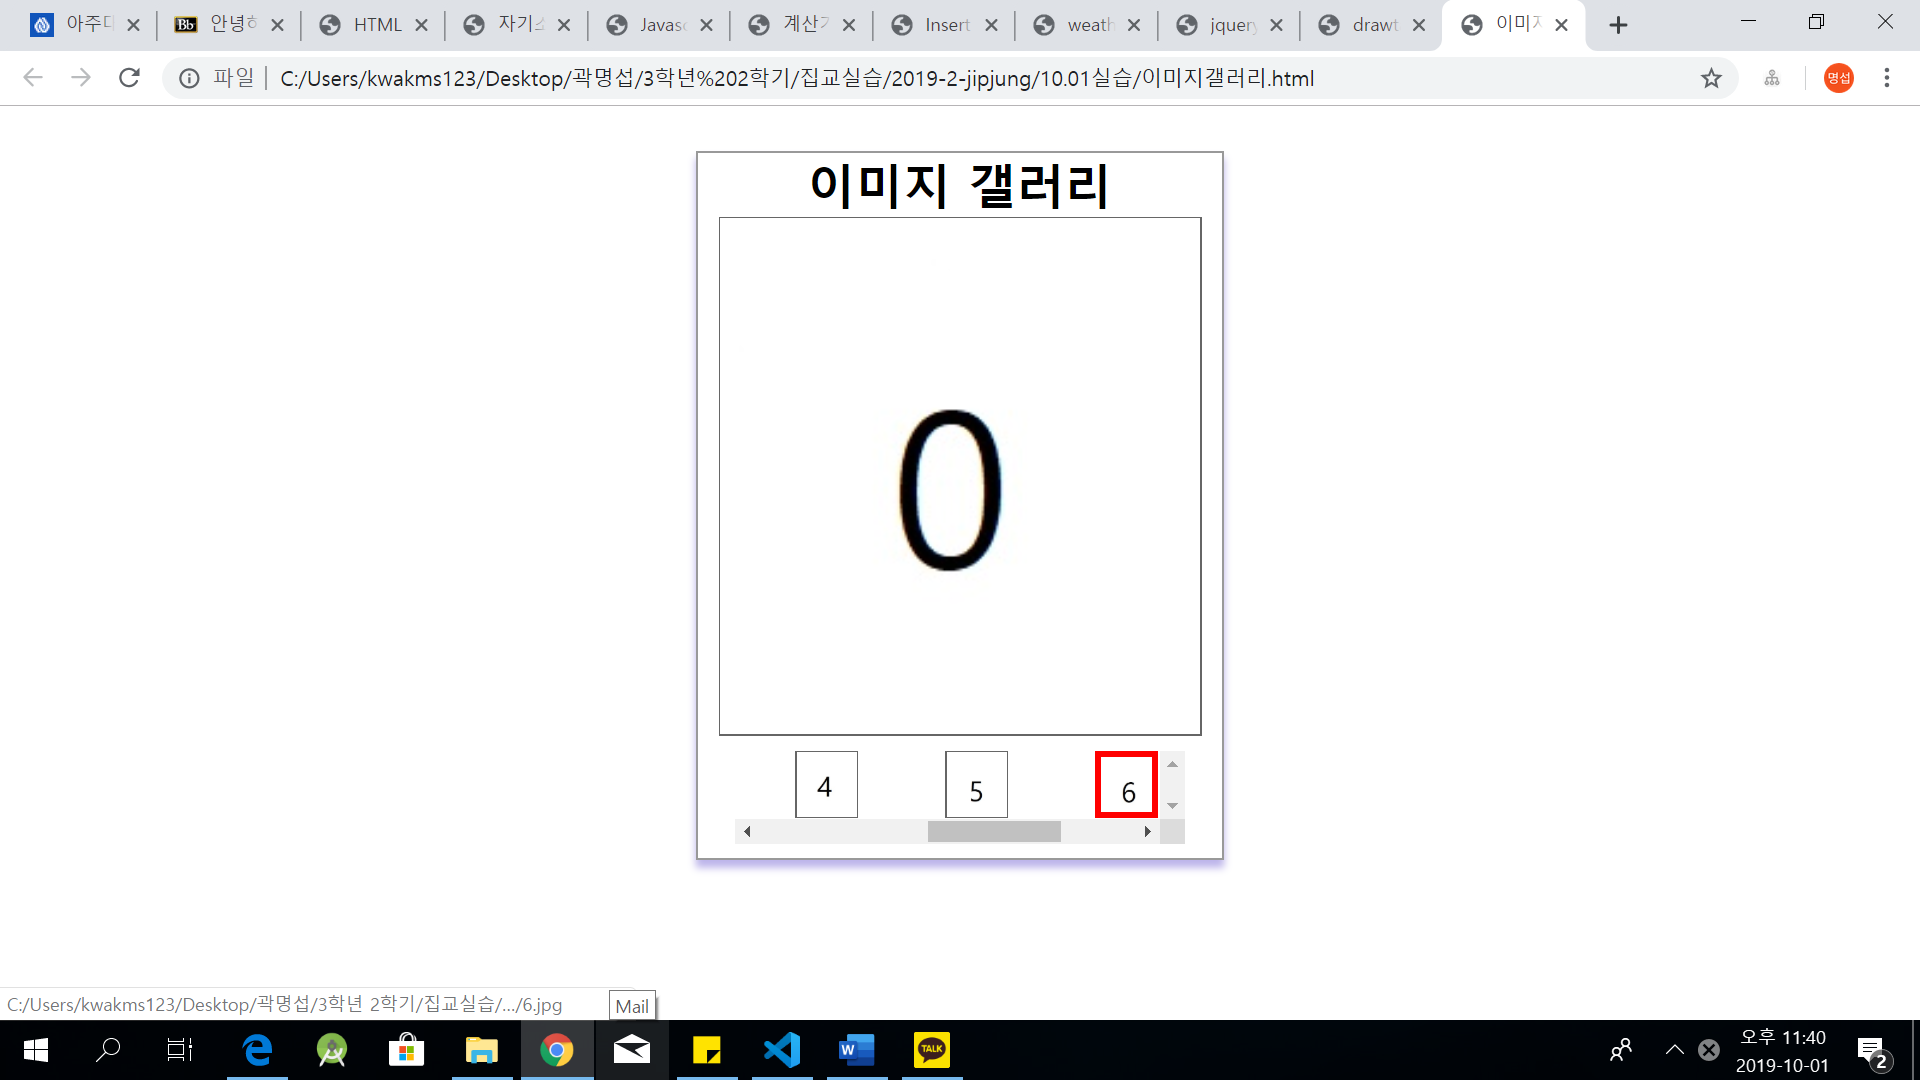 아주대 안녕하 HTML 자기소 Javasc 계산기 Insert weath jquery drawt 이미지
파일 C:/Users/kwakms123/Desktop/곽명섭/3학년%202학기/집교실습/2019-2-jipjung/10.01실습/이미지갤러리.html 명섭
이미지 갤러리
0
4 5 6
C:/Users/kwakms123/Desktop/곽명섭/3학년 2학기/집교실습/.../6.jpg
Mail
오후 11:40
2019-10-01
2
Bb
W
TALK